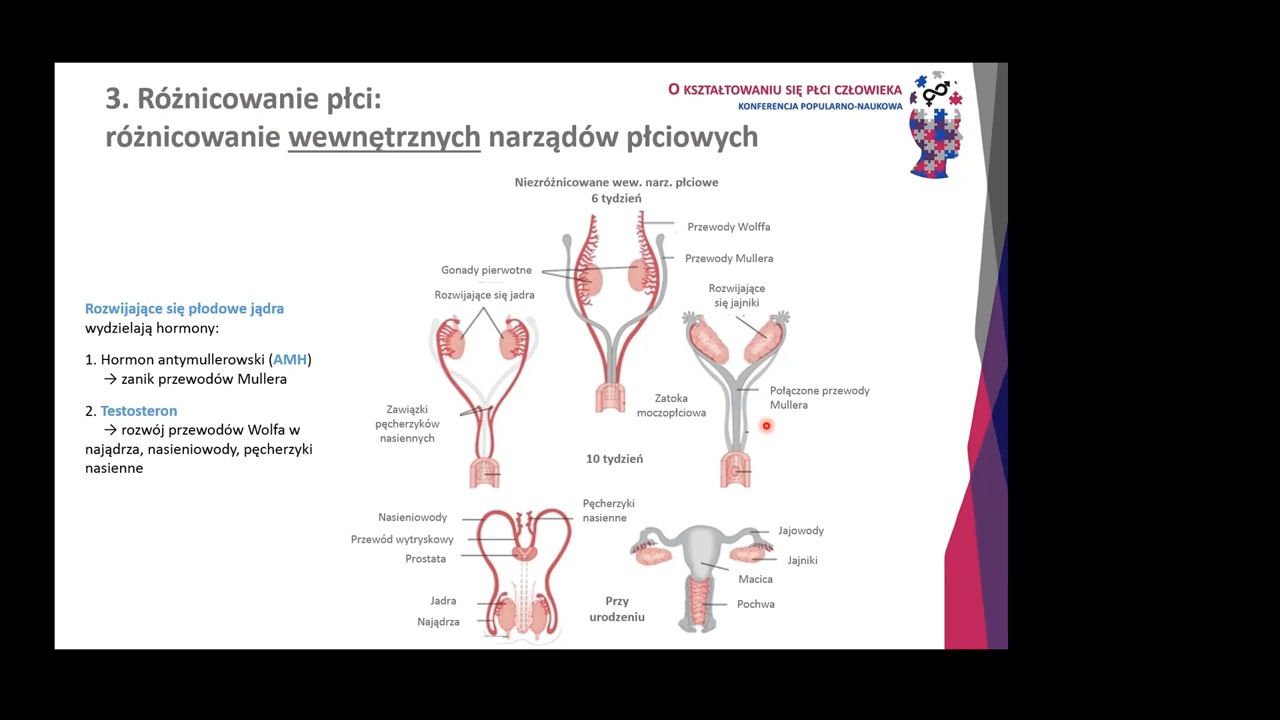 3. Różnicowanie płci:
różnicowanie wewnętrznych narządów płciowych
O KSZTAŁTOWANIU SIĘ PŁCI CZŁOWIEKA
KONFERENCJA POPULARNO-NAUKOWA
Niezróżnicowane wew. narz. płciowe
6 tydzień
Przewody Wolffa
Przewody Mullera
Gonady pierwotne
Rozwijające się jadra
Rozwijające
się jajniki
Rozwijające się płodowe jądra
wydzielają hormony:
1. Hormon antymullerowski (AMH)
→ zanik przewodów Mullera
2. Testosteron
→ rozwój przewodów Wolfa w
najądrza, nasieniowody, pęcherzyki
nasienne
Zawiązki
pęcherzyków
nasiennych
Zatoka
moczopłciowa
Połączone przewody
Mullera
10 tydzień
Nasieniowody
Przewód wytryskowy
Prostata
Jadra
Najądrza
Pęcherzyki
nasienne
Przy
urodzeniu
Jajowody
Jajniki
Macica
Pochwa